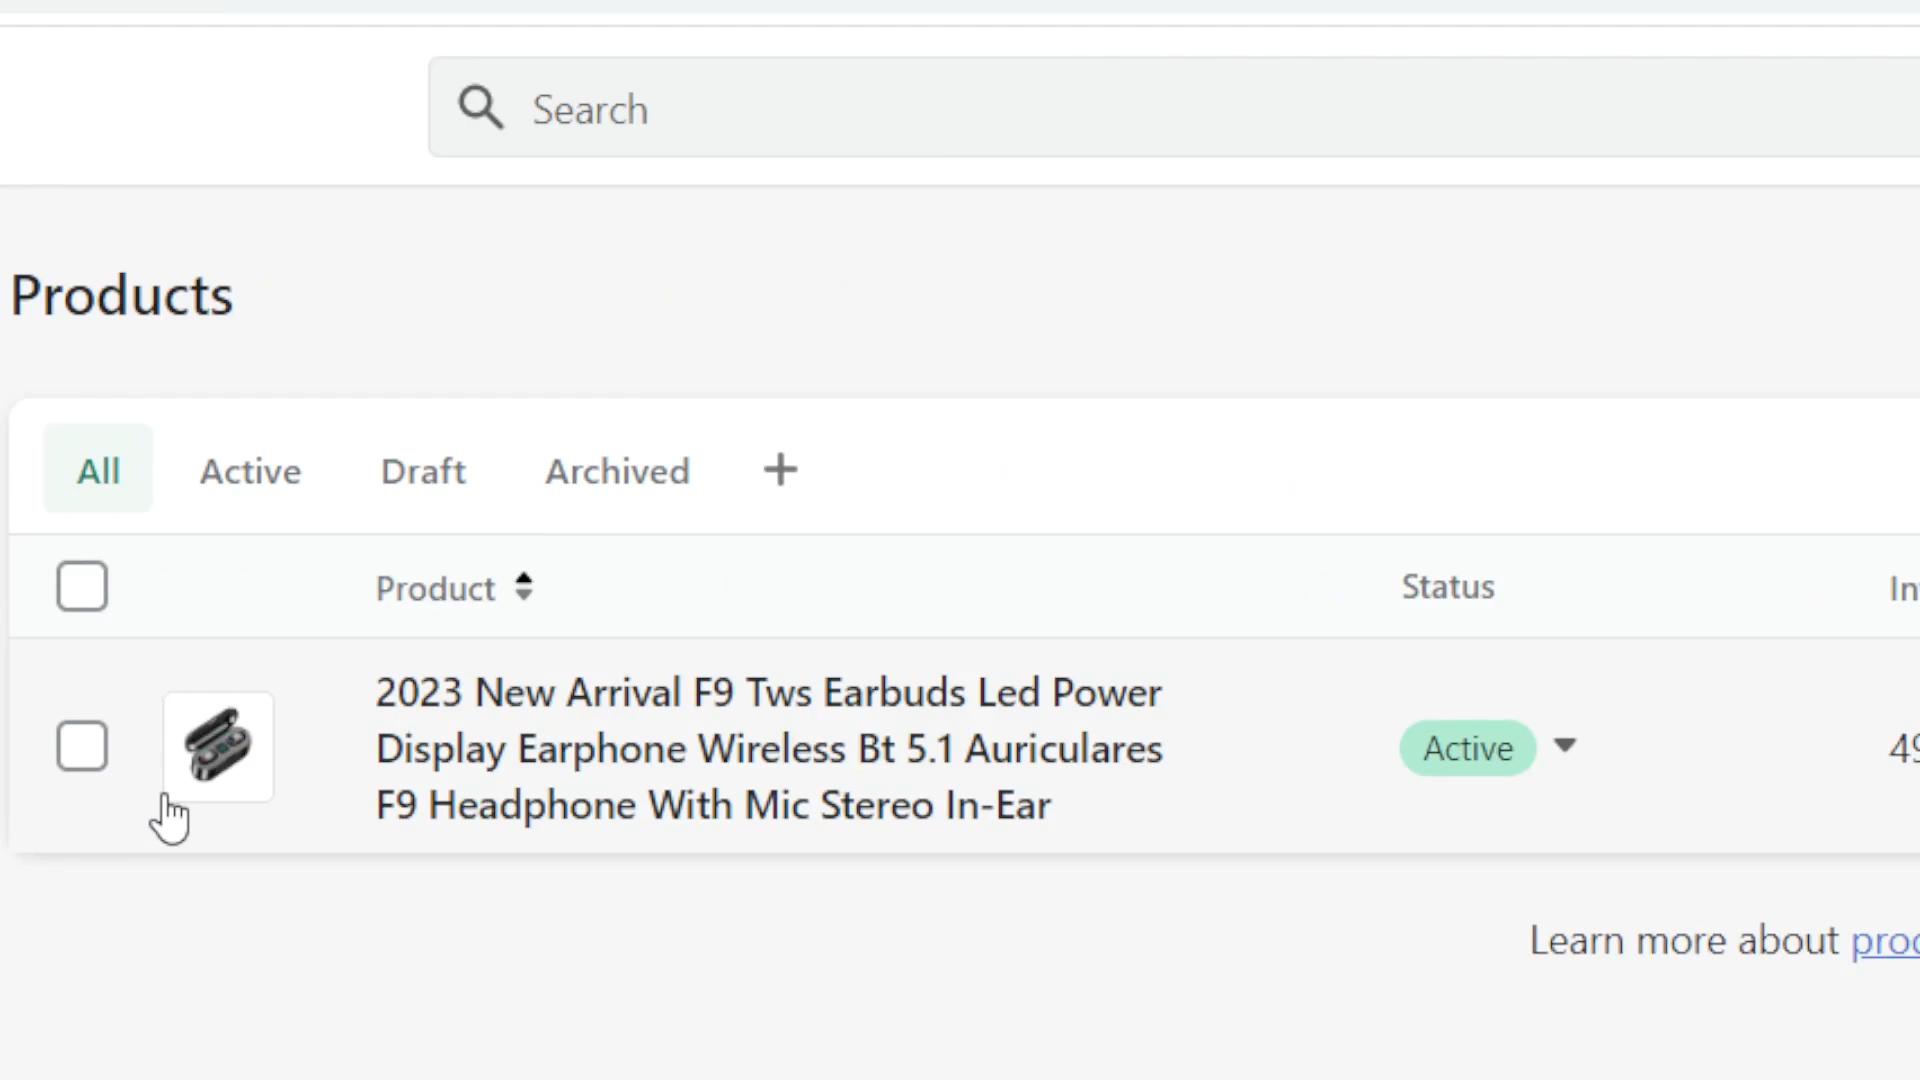 Search
Products
All Active Draft Archived
Product Status
2023 New Arrival F9 Tws Earbuds Led Power
Display Earphone Wireless Bt 5.1 Auriculares
F9 Headphone With Mic Stereo In-Ear
Active
Learn more about